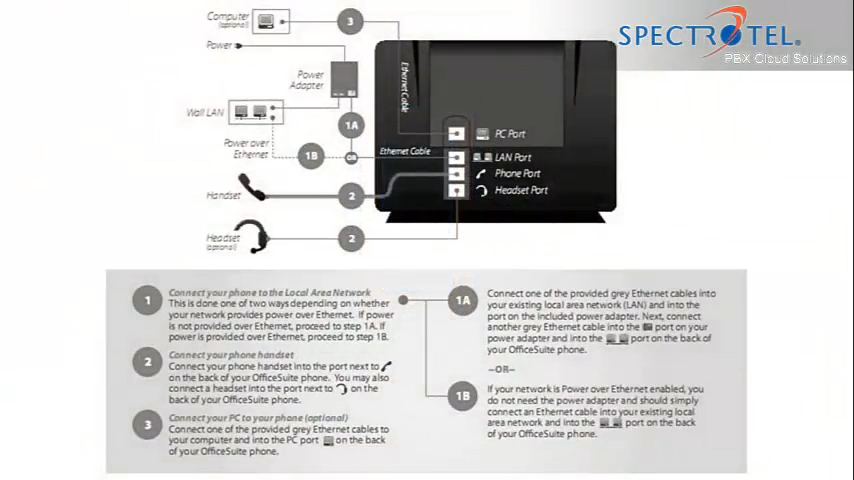 SPECTROTEL®
PBX Cloud Solutions
Computer
(optional)
3
Power
Power
Adapter
Ethernet Cable
Wall LAN
1A
PC Port
Power over
Ethernet
1B
OR
Ethernet Cable
LAN Port
Phone Port
Handset
2
Headset Port
Headset
(optional)
2
1
Connect your phone to the Local Area Network
This is done one of two ways depending on whether
your network provides power over Ethernet. If power
is not provided over Ethernet, proceed to step 1A. If
power is provided over Ethernet, proceed to step 1B.
2
Connect your phone handset
Connect your phone handset into the port next to
on the back of your OfficeSuite phone. You may also
connect a headset into the port next to on the
back of your OfficeSuite phone.
3
Connect your PC to your phone (optional)
Connect one of the provided grey Ethernet cables to
your computer and into the PC port on the back
of your OfficeSuite phone.
1A
Connect one of the provided grey Ethernet cables into
your existing local area network (LAN) and into the
port on the included power adapter. Next, connect
another grey Ethernet cable into the port on your
power adapter and into the port on the back of
your OfficeSuite phone.
—OR—
1B
If your network is Power over Ethernet enabled, you
do not need the power adapter and should simply
connect an Ethernet cable into your existing local
area network and into the port on the back
of your OfficeSuite phone.